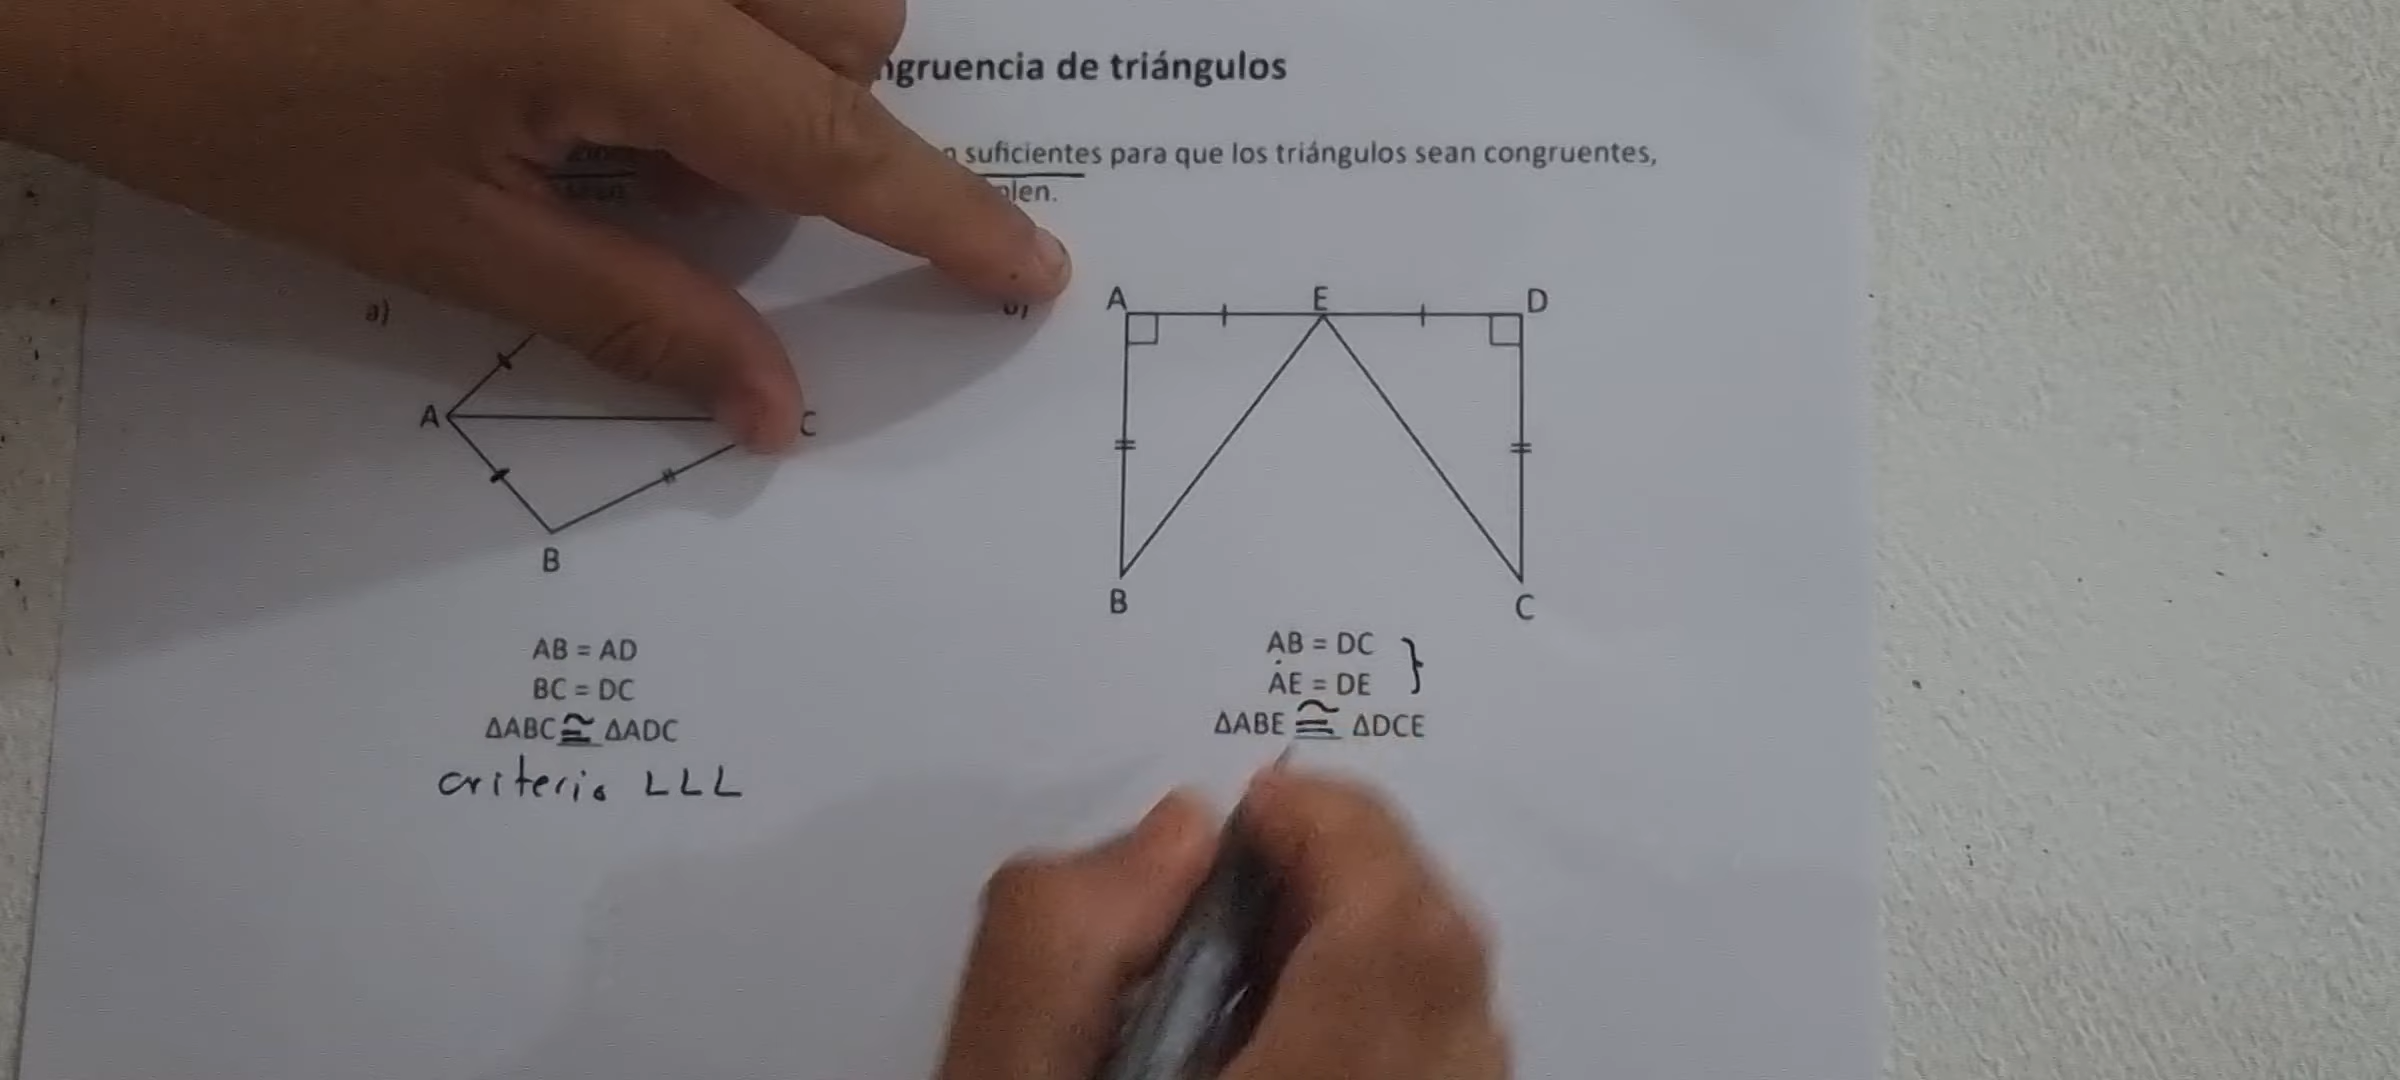 ngruencia de triángulos
suficientes para que los triángulos sean congruentes,
plen.
a)
b)
A
E
D
A
C
B
B
C
AB = AD
BC = DC
ΔABC ≅ ΔADC
criterio LLL
AB = DC
AE = DE
}
ΔABE ≅ ΔDCE